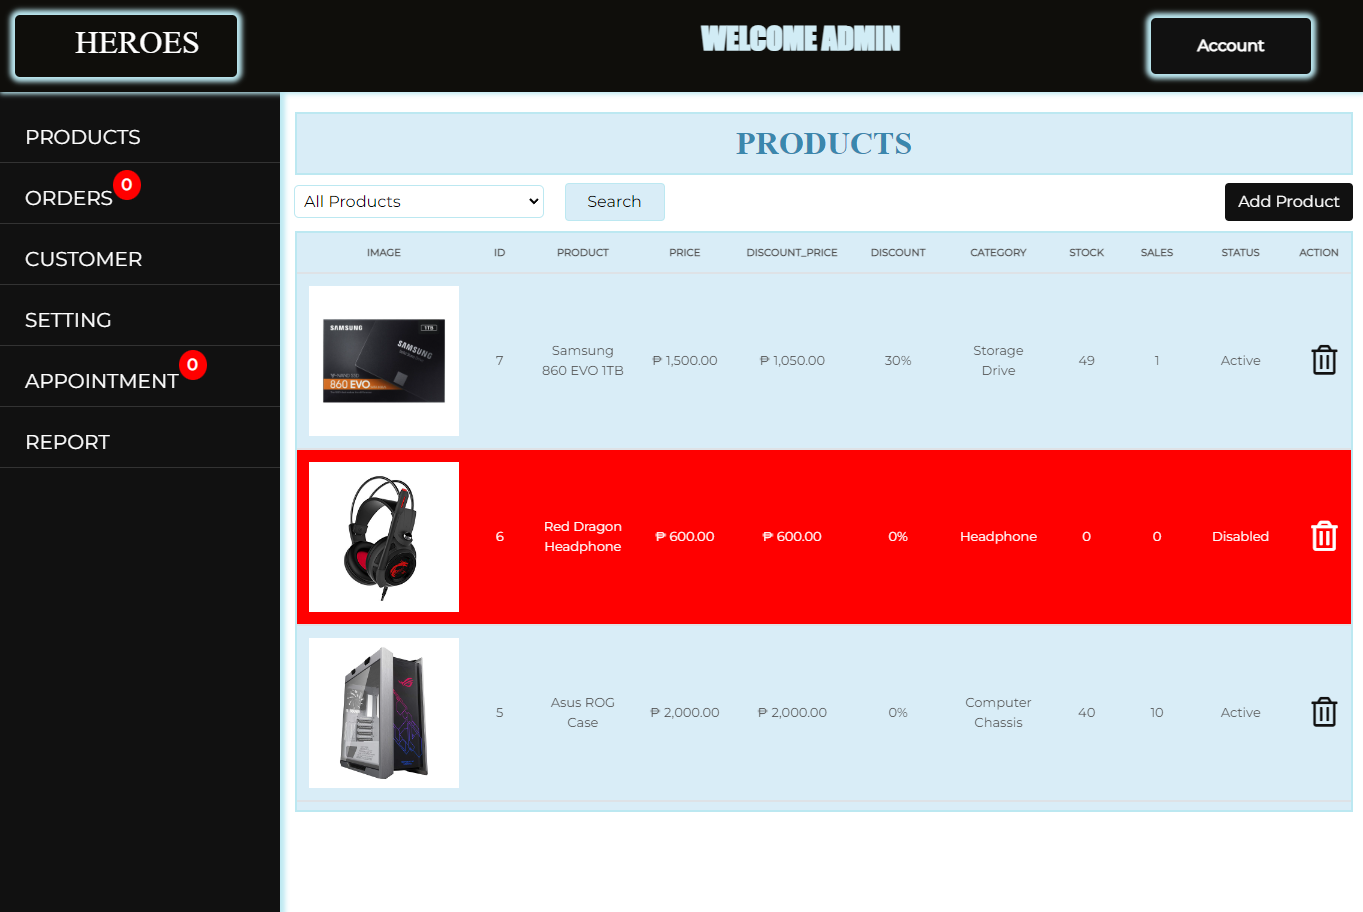 HEROES
WELCOME ADMIN
Account
PRODUCTS
ORDERS 0
CUSTOMER
SETTING
APPOINTMENT 0
REPORT
PRODUCTS
All Products Search Add Product
IMAGE ID PRODUCT PRICE DISCOUNT_PRICE DISCOUNT CATEGORY STOCK SALES STATUS ACTION
SAMSUNG 1TB
SAMSUNG
860 EVO
7 Samsung 860 EVO 1TB ₱ 1,500.00 ₱ 1,050.00 30% Storage Drive 49 1 Active
6 Red Dragon Headphone ₱ 600.00 ₱ 600.00 0% Headphone 0 0 Disabled
5 Asus ROG Case ₱ 2,000.00 ₱ 2,000.00 0% Computer Chassis 40 10 Active